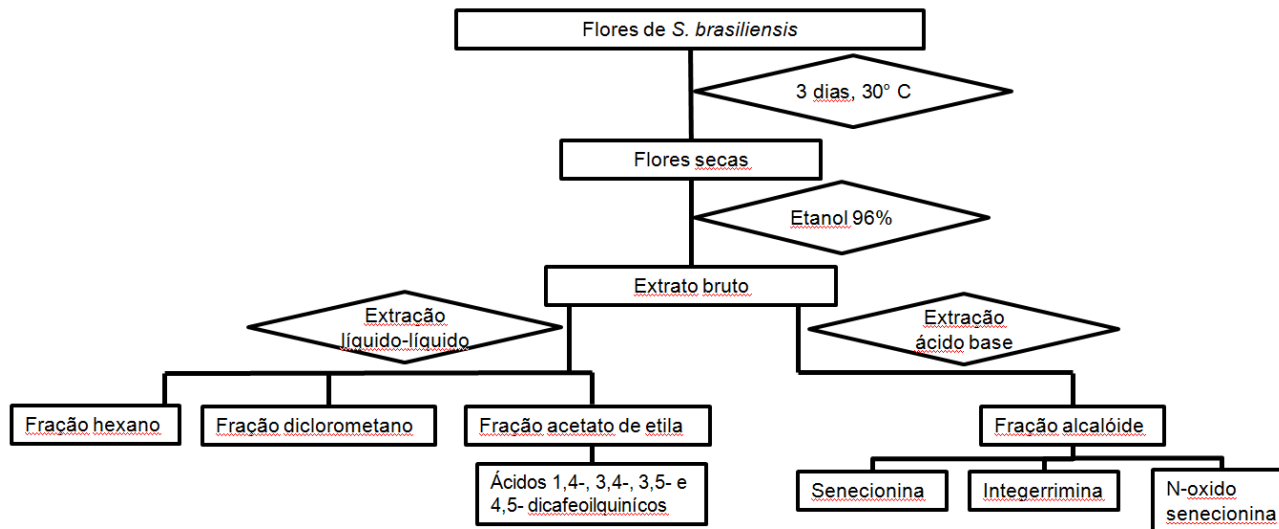 Flores de S. brasiliensis
3 dias, 30° C
Flores secas
Etanol 96%
Extrato bruto
Extração
líquido-líquido
Extração
ácido base
Fração hexano
Fração diclorometano
Fração acetato de etila
Fração alcalóide
Ácidos 1,4-, 3,4-, 3,5- e
4,5- dicafeoilquinícos
Senecionina
Integerrimina
N-oxido
senecionina